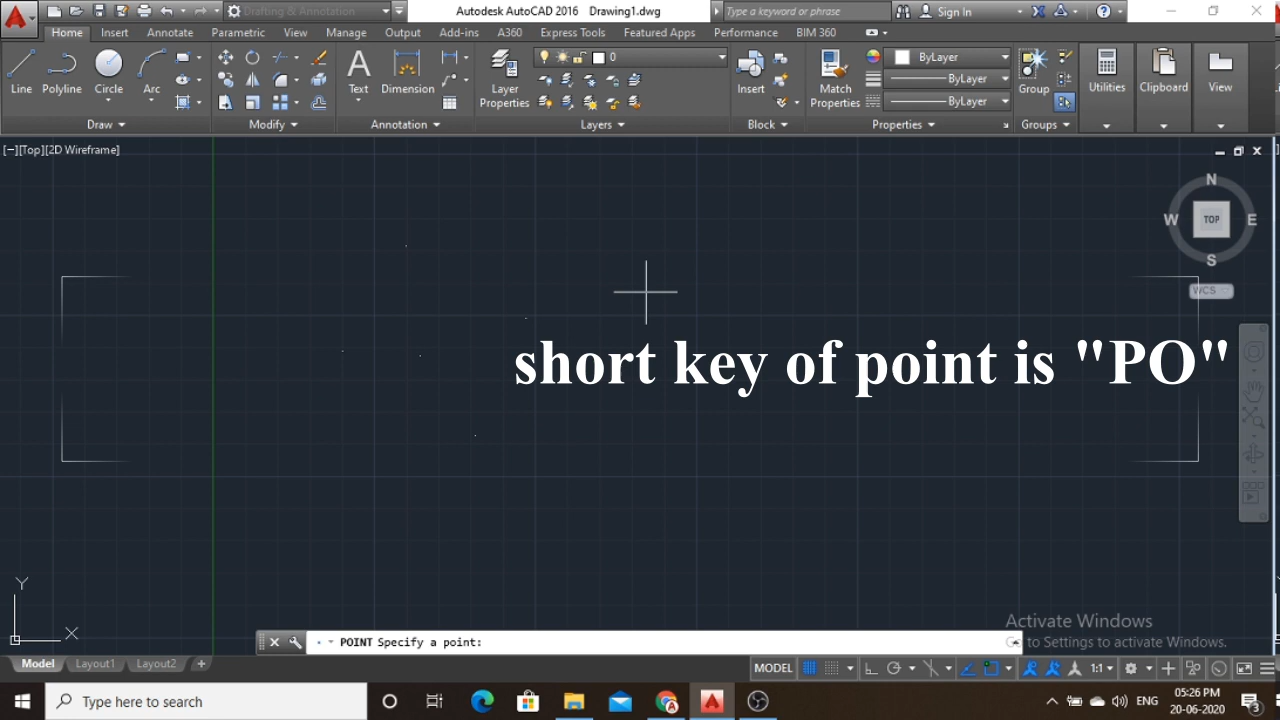 Drafting & Annotation
Autodesk AutoCAD 2016 Drawing1.dwg
Type a keyword or phrase
Sign In
Home Insert Annotate Parametric View Manage Output Add-ins A360 Express Tools Featured Apps Performance BIM 360
0
ByLayer
ByLayer
ByLayer
Line Polyline Circle Arc Text Dimension Layer Properties Insert Match Properties Group Utilities Clipboard View
Draw Modify Annotation Layers Block Properties Groups
[−][Top][2D Wireframe]
N
W TOP E
S
WCS
short key of point is "PO"
Y
X
POINT Specify a point:
Activate Windows
Go to Settings to activate Windows.
Model Layout1 Layout2 +
MODEL 1:1
Type here to search
ENG
05:26 PM
20-06-2020
3